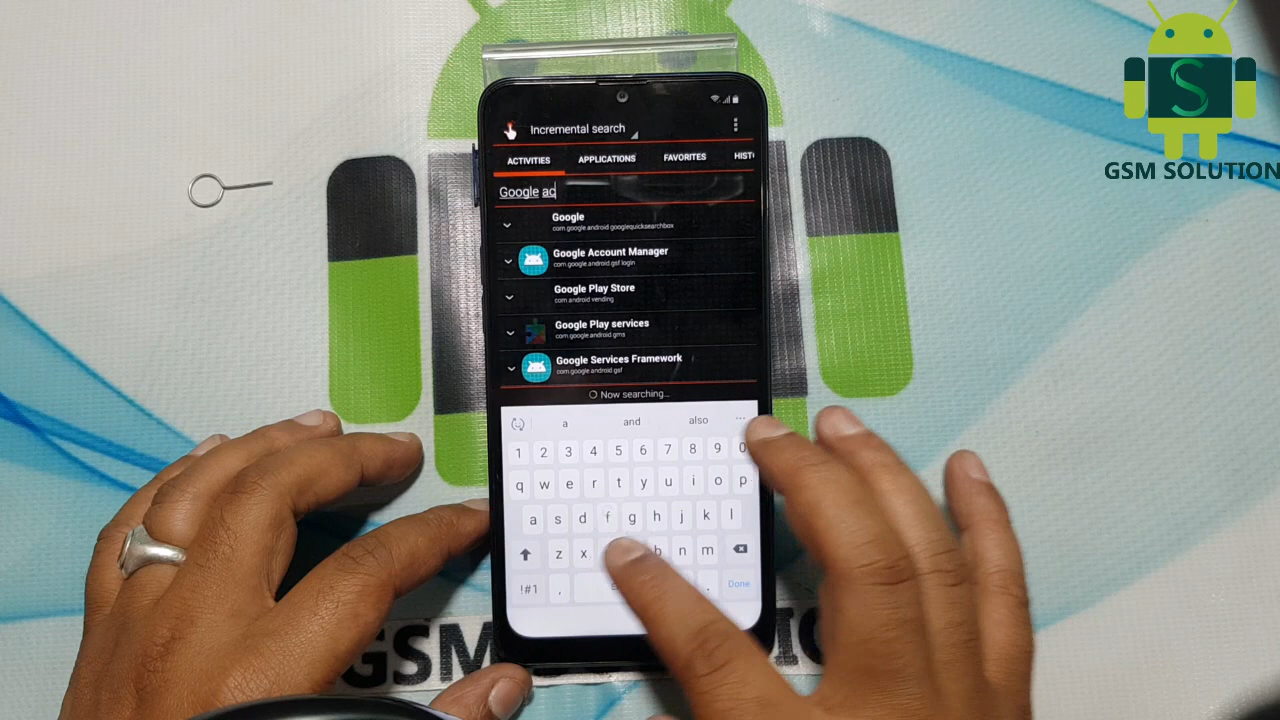 GSM SOLUTION
Incremental search
ACTIVITIES APPLICATIONS FAVORITES HIST
Google ac
Google
com.google.android.googlequicksearchbox
Google Account Manager
com.google.android.gsf.login
Google Play Store
com.android.vending
Google Play services
com.google.android.gms
Google Services Framework
com.google.android.gsf
Now searching...
a and also
1 2 3 4 5 6 7 8 9 0
q w e r t y u i o p
a s d f g h j k l
z x b n m
!#1 , . Done
GSM